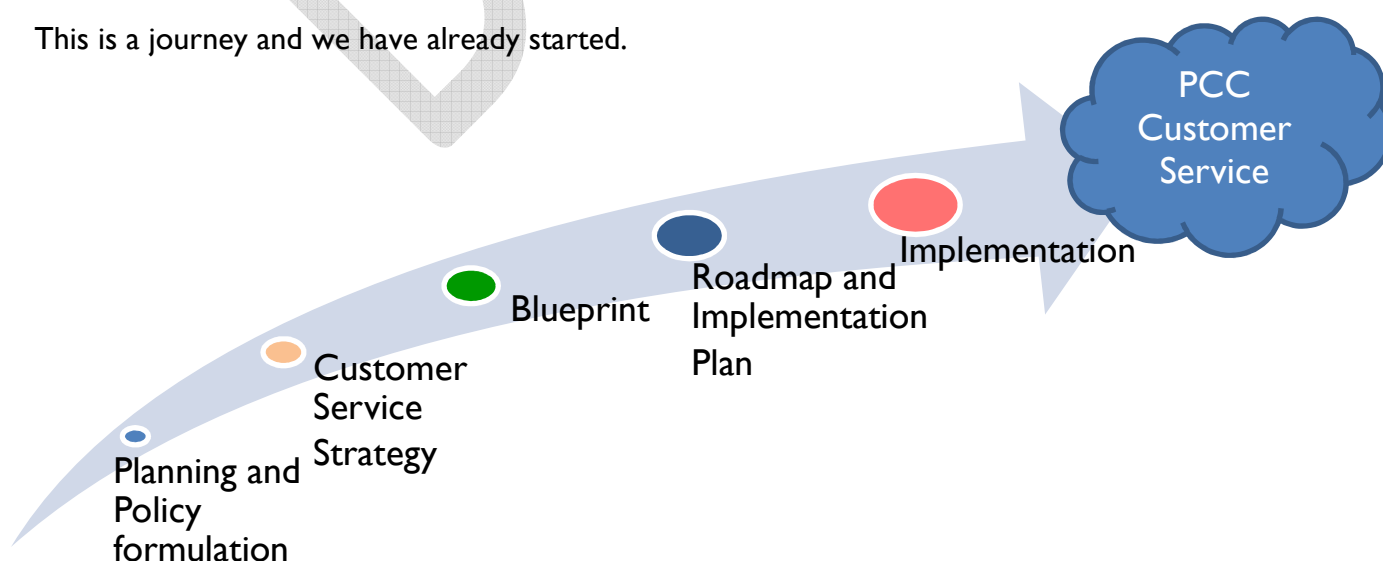 This is a journey and we have already started.
PCC
Customer
Service
Implementation
Roadmap and
Implementation
Plan
Blueprint
Customer
Service
Strategy
Planning and
Policy
formulation